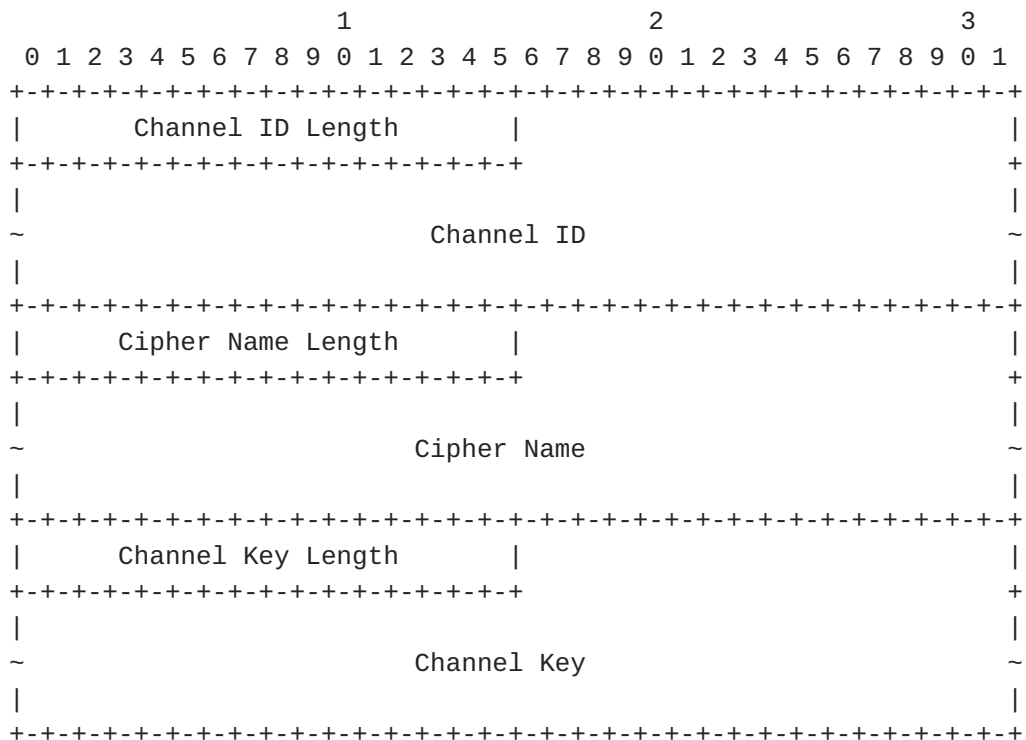 1                   2                   3
 0 1 2 3 4 5 6 7 8 9 0 1 2 3 4 5 6 7 8 9 0 1 2 3 4 5 6 7 8 9 0 1
+-+-+-+-+-+-+-+-+-+-+-+-+-+-+-+-+-+-+-+-+-+-+-+-+-+-+-+-+-+-+-+-+
|       Channel ID Length       |                               |
+-+-+-+-+-+-+-+-+-+-+-+-+-+-+-+-+                               +
|                                                               |
~                          Channel ID                           ~
|                                                               |
+-+-+-+-+-+-+-+-+-+-+-+-+-+-+-+-+-+-+-+-+-+-+-+-+-+-+-+-+-+-+-+-+
|      Cipher Name Length       |                               |
+-+-+-+-+-+-+-+-+-+-+-+-+-+-+-+-+                               +
|                                                               |
~                         Cipher Name                           ~
|                                                               |
+-+-+-+-+-+-+-+-+-+-+-+-+-+-+-+-+-+-+-+-+-+-+-+-+-+-+-+-+-+-+-+-+
|      Channel Key Length       |                               |
+-+-+-+-+-+-+-+-+-+-+-+-+-+-+-+-+                               +
|                                                               |
~                         Channel Key                           ~
|                                                               |
+-+-+-+-+-+-+-+-+-+-+-+-+-+-+-+-+-+-+-+-+-+-+-+-+-+-+-+-+-+-+-+-+